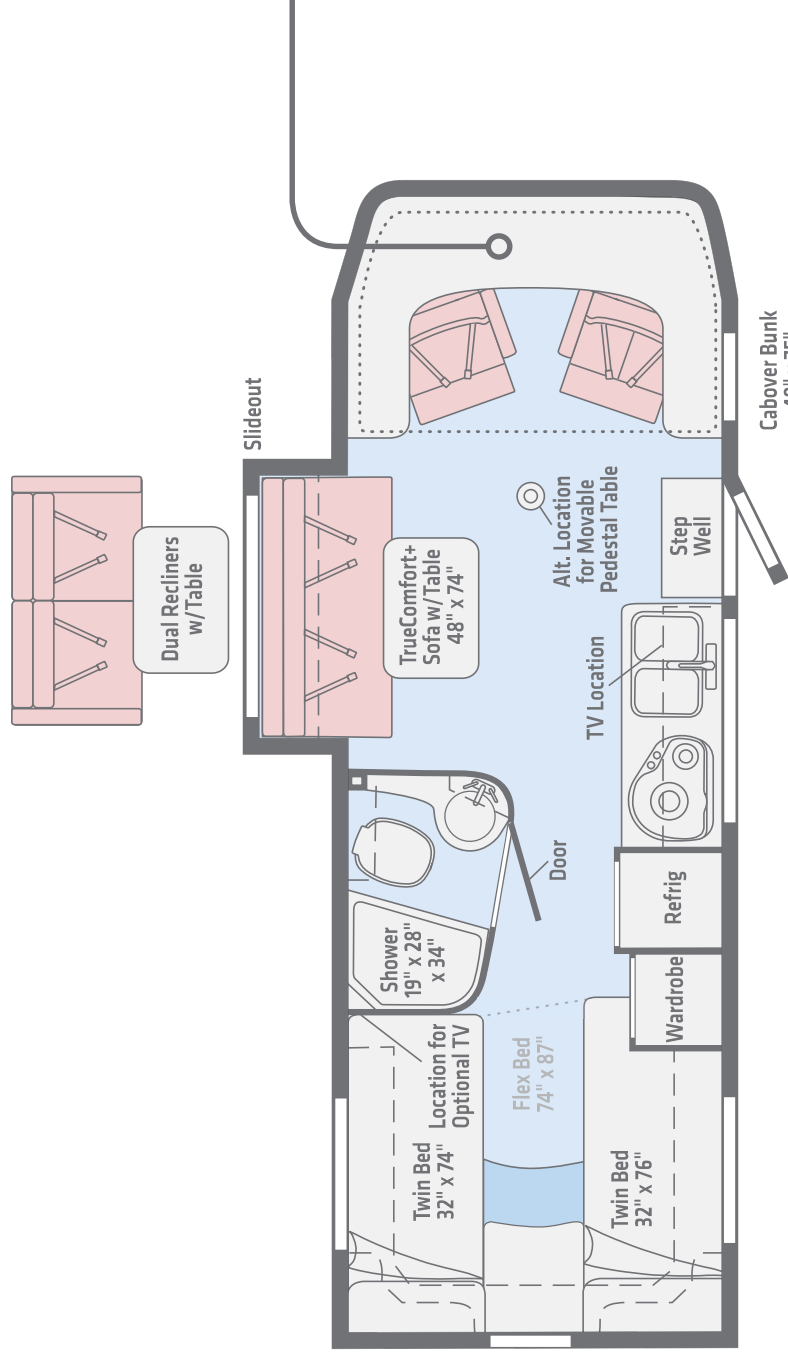 Slideout
Dual Recliners
w/Table
TrueComfort+
Sofa w/Table
48" x 74"
Cabover Bunk
Alt. Location
for Movable
Pedestal Table
Step
Well
TV Location
Door
Refrig
Wardrobe
Shower
19" x 28"
x 34"
Location for
Optional TV
Flex Bed
74" x 87"
Twin Bed
32" x 74"
Twin Bed
32" x 76"